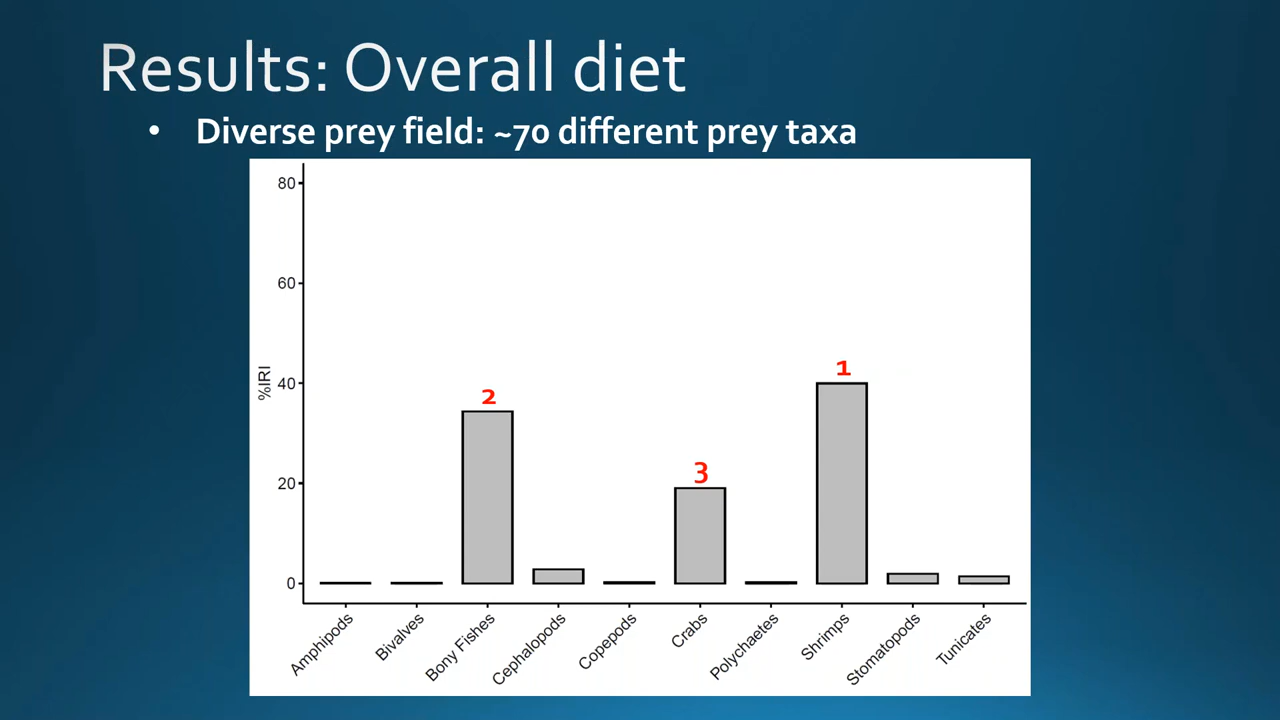 Results: Overall diet
• Diverse prey field: ~70 different prey taxa
80
60
40
20
0
%IRI
1
2
3
Amphipods
Bivalves
Bony Fishes
Cephalopods
Copepods
Crabs
Polychaetes
Shrimps
Stomatopods
Tunicates